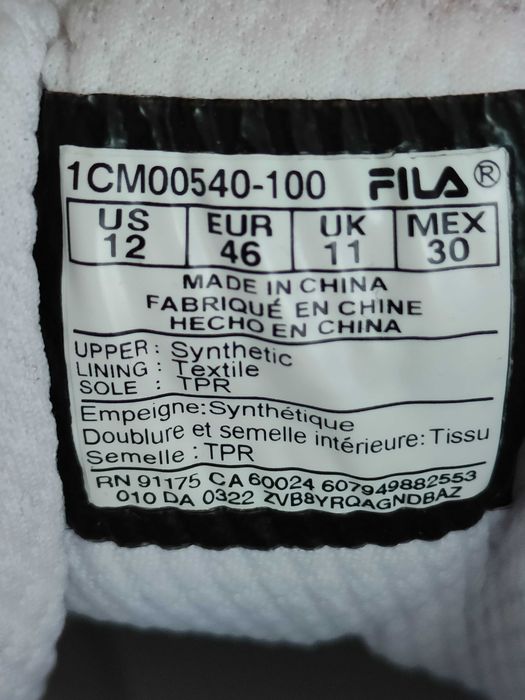 1CM00540-100 FILA®
US EUR UK MEX
12 46 11 30
MADE IN CHINA
FABRIQUÉ EN CHINE
HECHO EN CHINA
UPPER: Synthetic
LINING: Textile
SOLE: TPR
Empeigne:Synthétique
Doublure et semelle intérieure:Tissu
Semelle:TPR
RN 91175 CA 60024 607949882553
010 DA 0322 ZVB8YRQAGNDBAZ